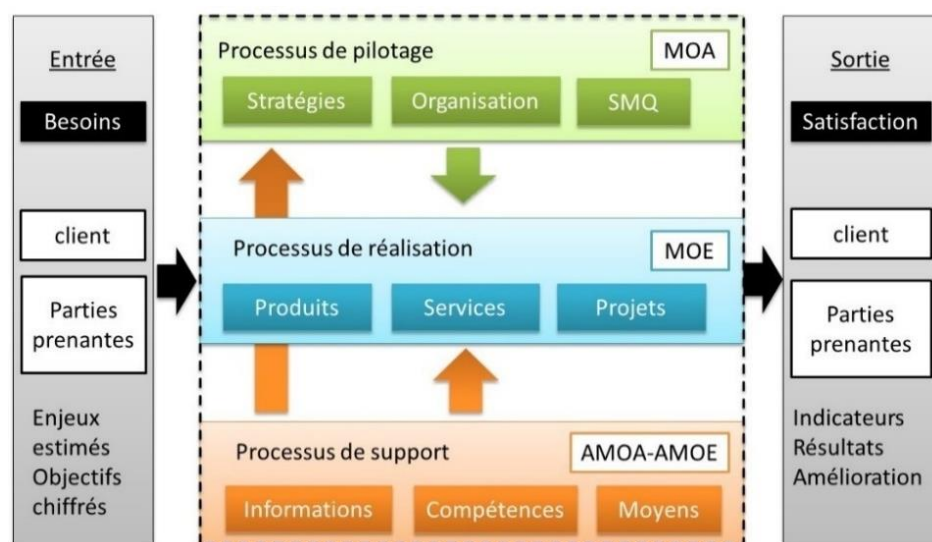 Entrée
Besoins
client
Parties
prenantes
Enjeux
estimés
Objectifs
chiffrés
Processus de pilotage
MOA
Stratégies
Organisation
SMQ
Processus de réalisation
MOE
Produits
Services
Projets
Processus de support
AMOA-AMOE
Informations
Compétences
Moyens
Sortie
Satisfaction
client
Parties
prenantes
Indicateurs
Résultats
Amélioration